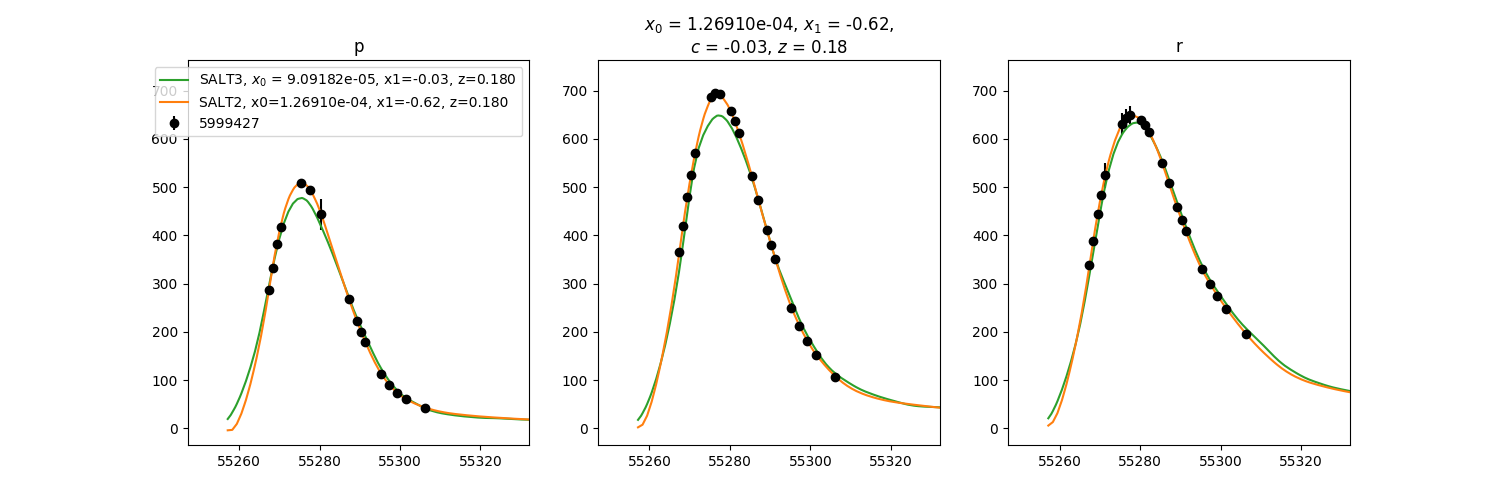 x0 = 1.26910e-04, x1 = -0.62,
p
c = -0.03, z = 0.18
r
SALT3, x0 = 9.09182e-05, x1=-0.03, z=0.180
SALT2, x0=1.26910e-04, x1=-0.62, z=0.180
5999427
700
600
500
400
300
200
100
0
55260 55280 55300 55320
700
600
500
400
300
200
100
0
55260 55280 55300 55320
700
600
500
400
300
200
100
0
55260 55280 55300 55320